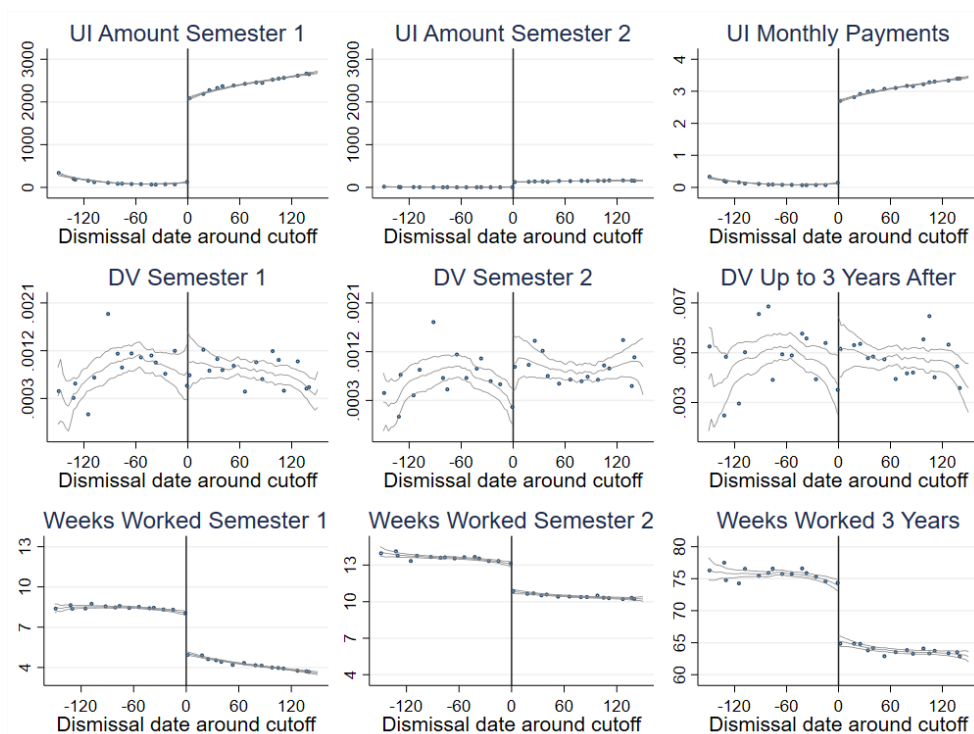 UI Amount Semester 1 UI Amount Semester 2 UI Monthly Payments
3000 3000 4
2000 2000 3
1000 1000 2
1
0 0 0
-120 -60 0 60 120 -120 -60 0 60 120 -120 -60 0 60 120
Dismissal date around cutoff Dismissal date around cutoff Dismissal date around cutoff
DV Semester 1 DV Semester 2 DV Up to 3 Years After
.0021 .0021 .007
.0012 .0012 .005
.0003 .0003 .003
-120 -60 0 60 120 -120 -60 0 60 120 -120 -60 0 60 120
Dismissal date around cutoff Dismissal date around cutoff Dismissal date around cutoff
Weeks Worked Semester 1 Weeks Worked Semester 2 Weeks Worked 3 Years
13 13 80
10 10 75
7 7 70
4 4 65
60
-120 -60 0 60 120 -120 -60 0 60 120 -120 -60 0 60 120
Dismissal date around cutoff Dismissal date around cutoff Dismissal date around cutoff